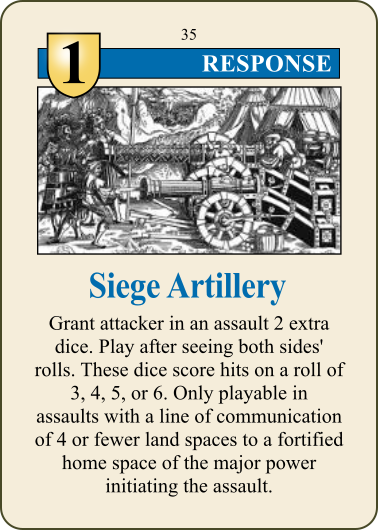 35
1
RESPONSE
Siege Artillery
Grant attacker in an assault 2 extra
dice. Play after seeing both sides'
rolls. These dice score hits on a roll of
3, 4, 5, or 6. Only playable in
assaults with a line of communication
of 4 or fewer land spaces to a fortified
home space of the major power
initiating the assault.